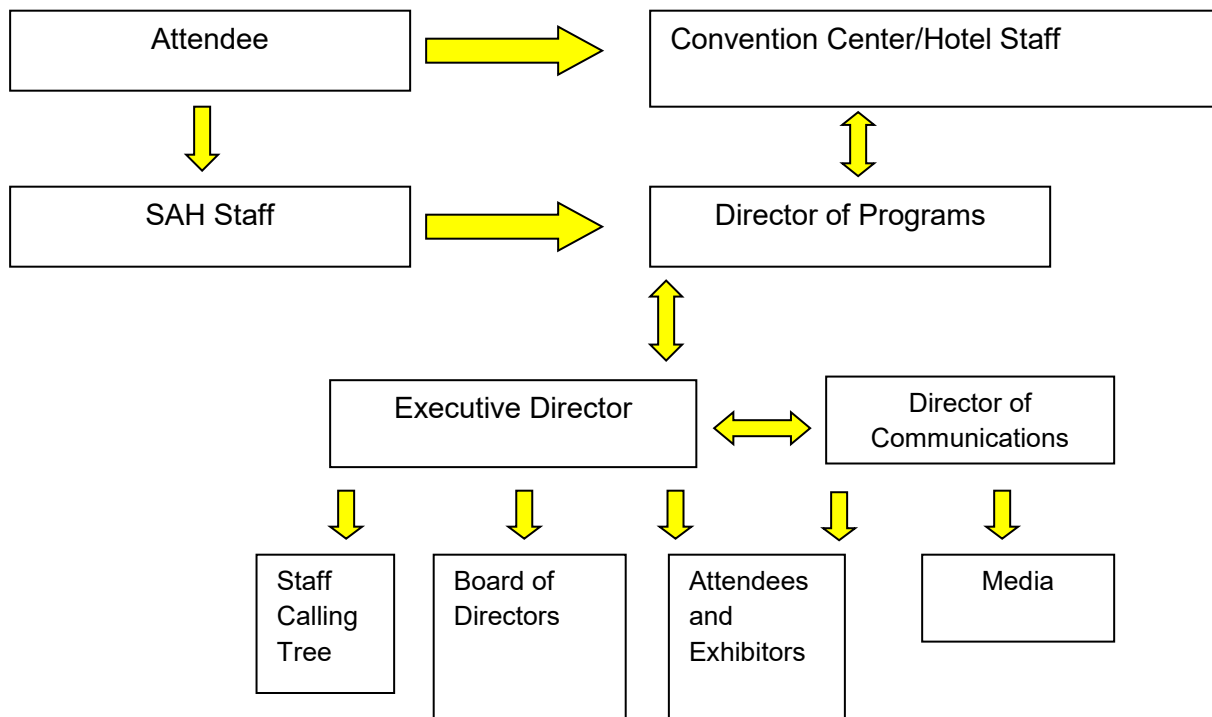 Attendee
Convention Center/Hotel Staff
SAH Staff
Director of Programs
Executive Director
Director of
Communications
Staff
Calling
Tree
Board of
Directors
Attendees
and
Exhibitors
Media